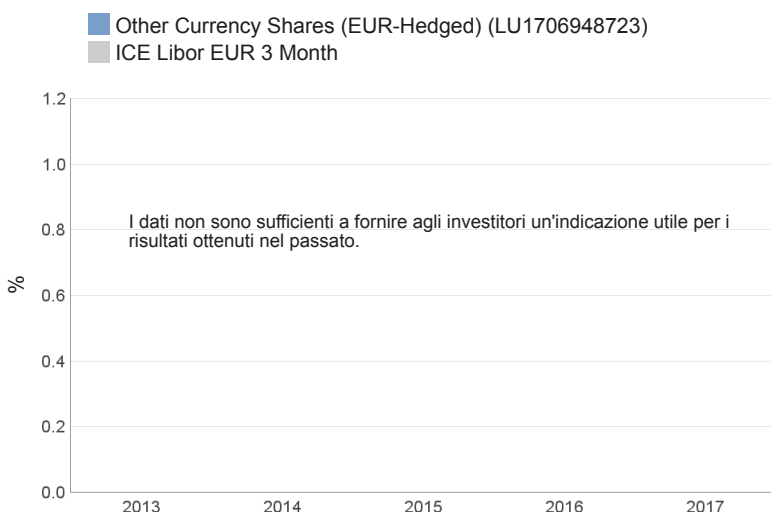 Other Currency Shares (EUR-Hedged) (LU1706948723)
ICE Libor EUR 3 Month
1.2
1.0
I dati non sono sufficienti a fornire agli investitori un'indicazione utile per i
0.8
risultati ottenuti nel passato.
%
0.6
0.4
0.2
0.0
2013 2014 2015 2016 2017